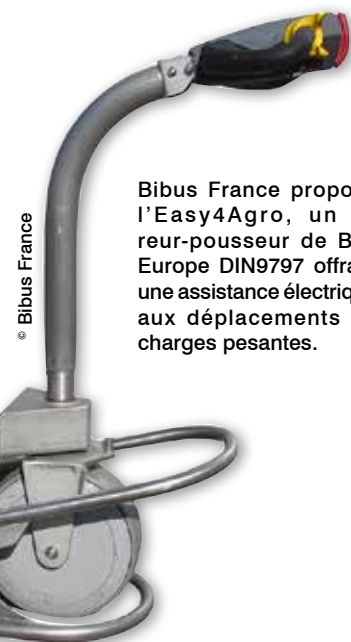 © Bibus France
Bibus France propo
l'Easy4Agro, un
reur-pousseur de B
Europe DIN9797 offra
une assistance électriq
aux déplacements
charges pesantes.